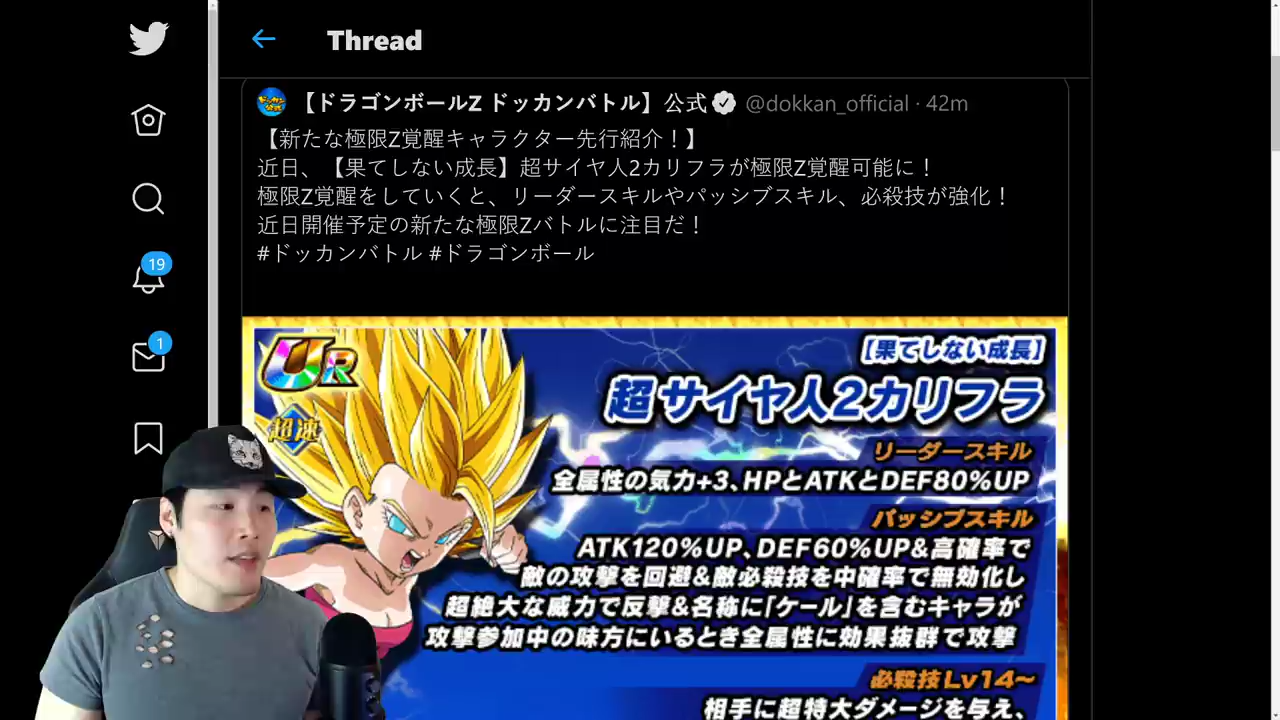 Thread
【ドラゴンボールZ ドッカンバトル】公式 @dokkan_official · 42m
【新たな極限Z覚醒キャラクター先行紹介！】
近日、【果てしない成長】超サイヤ人2カリフラが極限Z覚醒可能に！
極限Z覚醒をしていくと、リーダースキルやパッシブスキル、必殺技が強化！
近日開催予定の新たな極限Zバトルに注目だ！
#ドッカンバトル #ドラゴンボール
19
1
UR
超速
[果てしない成長]
超サイヤ人2カリフラ
リーダースキル
全属性の気力+3、HPとATKとDEF80%UP
パッシブスキル
ATK120%UP、DEF60%UP&高確率で
敵の攻撃を回避&敵必殺技を中確率で無効化し
超絶大な威力で反撃&名称に「ケール」を含むキャラが
攻撃参加中の味方にいるとき全属性に効果抜群で攻撃
必殺技Lv14～
相手に超特大ダメージを与え、